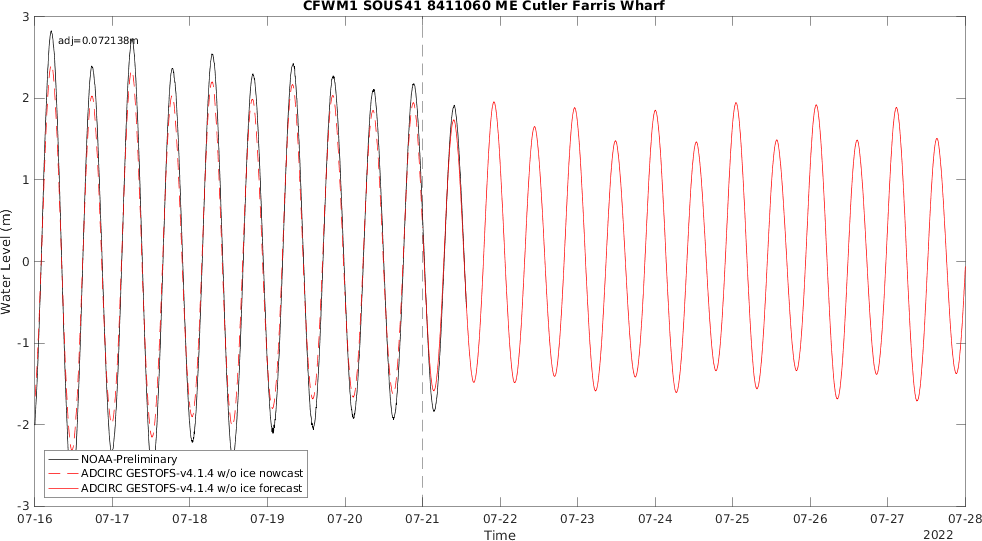 CFWM1 SOUS41 8411060 ME Cutler Farris Wharf
adj=0.072138m
3
2
1
0
-1
-2
-3
Water Level (m)
NOAA-Preliminary
ADCIRC GESTOFS-v4.1.4 w/o ice nowcast
ADCIRC GESTOFS-v4.1.4 w/o ice forecast
07-16 07-17 07-18 07-19 07-20 07-21 07-22 07-23 07-24 07-25 07-26 07-27 07-28
Time
2022